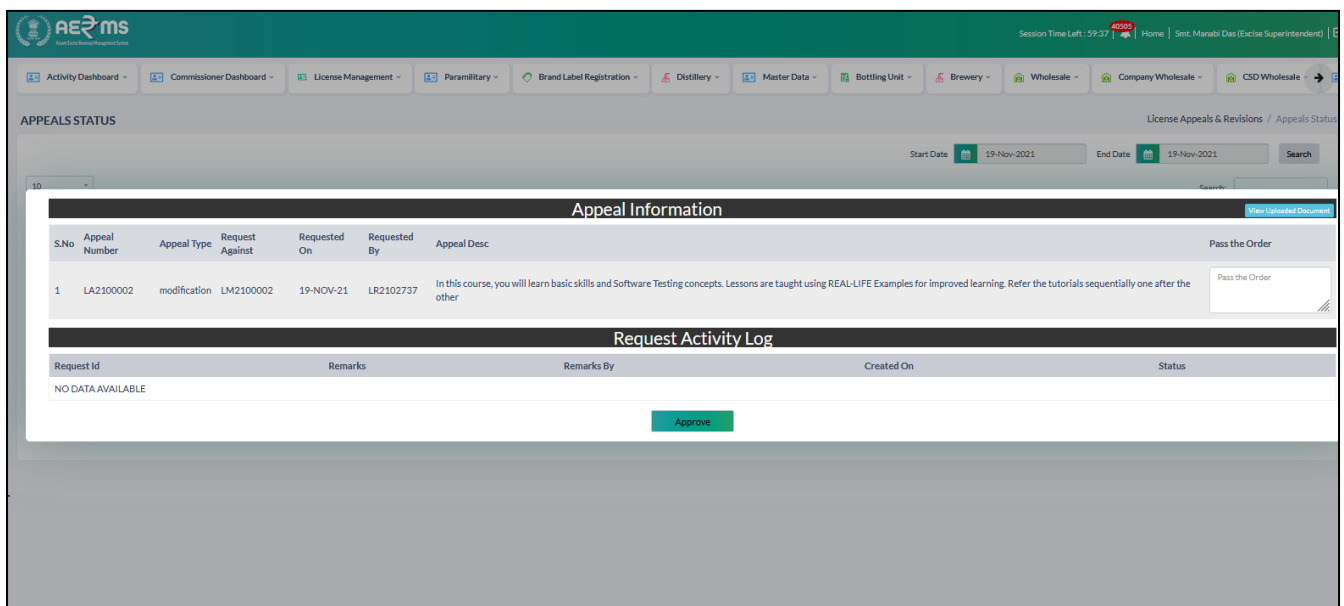 AERMS
Assam Excise Revenue Management System
Session Time Left : 59:37 | 40505 | Home | Smt. Manabi Das (Excise Superintendent) |
Activity Dashboard Commissioner Dashboard License Management Paramilitary Brand Label Registration Distillery Master Data Bottling Unit Brewery Wholesale Company Wholesale CSD Wholesale
APPEALS STATUS License Appeals & Revisions / Appeals Status
Start Date 19-Nov-2021 End Date 19-Nov-2021 Search
10 Search:
Appeal Information View Uploaded Document
S.No Appeal Number Appeal Type Request Against Requested On Requested By Appeal Desc Pass the Order
1 LA2100002 modification LM2100002 19-NOV-21 LR2102737 In this course, you will learn basic skills and Software Testing concepts. Lessons are taught using REAL-LIFE Examples for improved learning. Refer the tutorials sequentially one after the
other
Pass the Order
Request Activity Log
Request Id Remarks Remarks By Created On Status
NO DATA AVAILABLE
Approve